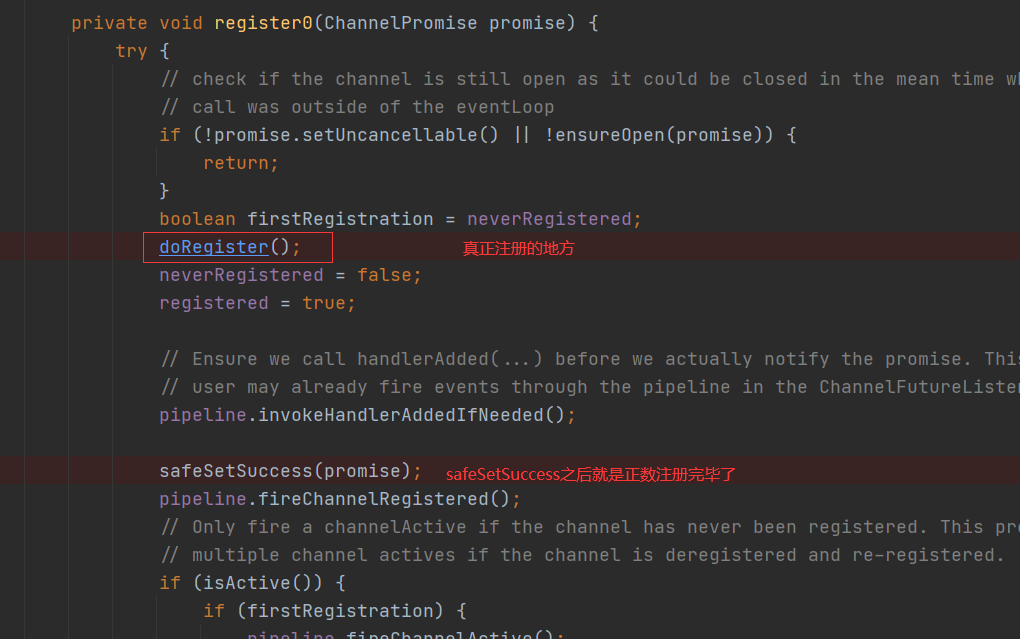 private void register0(ChannelPromise promise) {
try {
// check if the channel is still open as it could be closed in the mean time
// call was outside of the eventLoop
if (!promise.setUncancellable() || !ensureOpen(promise)) {
return;
}
boolean firstRegistration = neverRegistered;
doRegister(); 真正注册的地方
neverRegistered = false;
registered = true;
// Ensure we call handlerAdded(...) before we actually notify the promise. This
// user may already fire events through the pipeline in the ChannelFutureListen
pipeline.invokeHandlerAddedIfNeeded();
safeSetSuccess(promise); safeSetSuccess之后就是正数注册完毕了
pipeline.fireChannelRegistered();
// Only fire a channelActive if the channel has never been registered. This pre
// multiple channel actives if the channel is deregistered and re-registered.
if (isActive()) {
if (firstRegistration) {
pipeline.fireChannelActive();